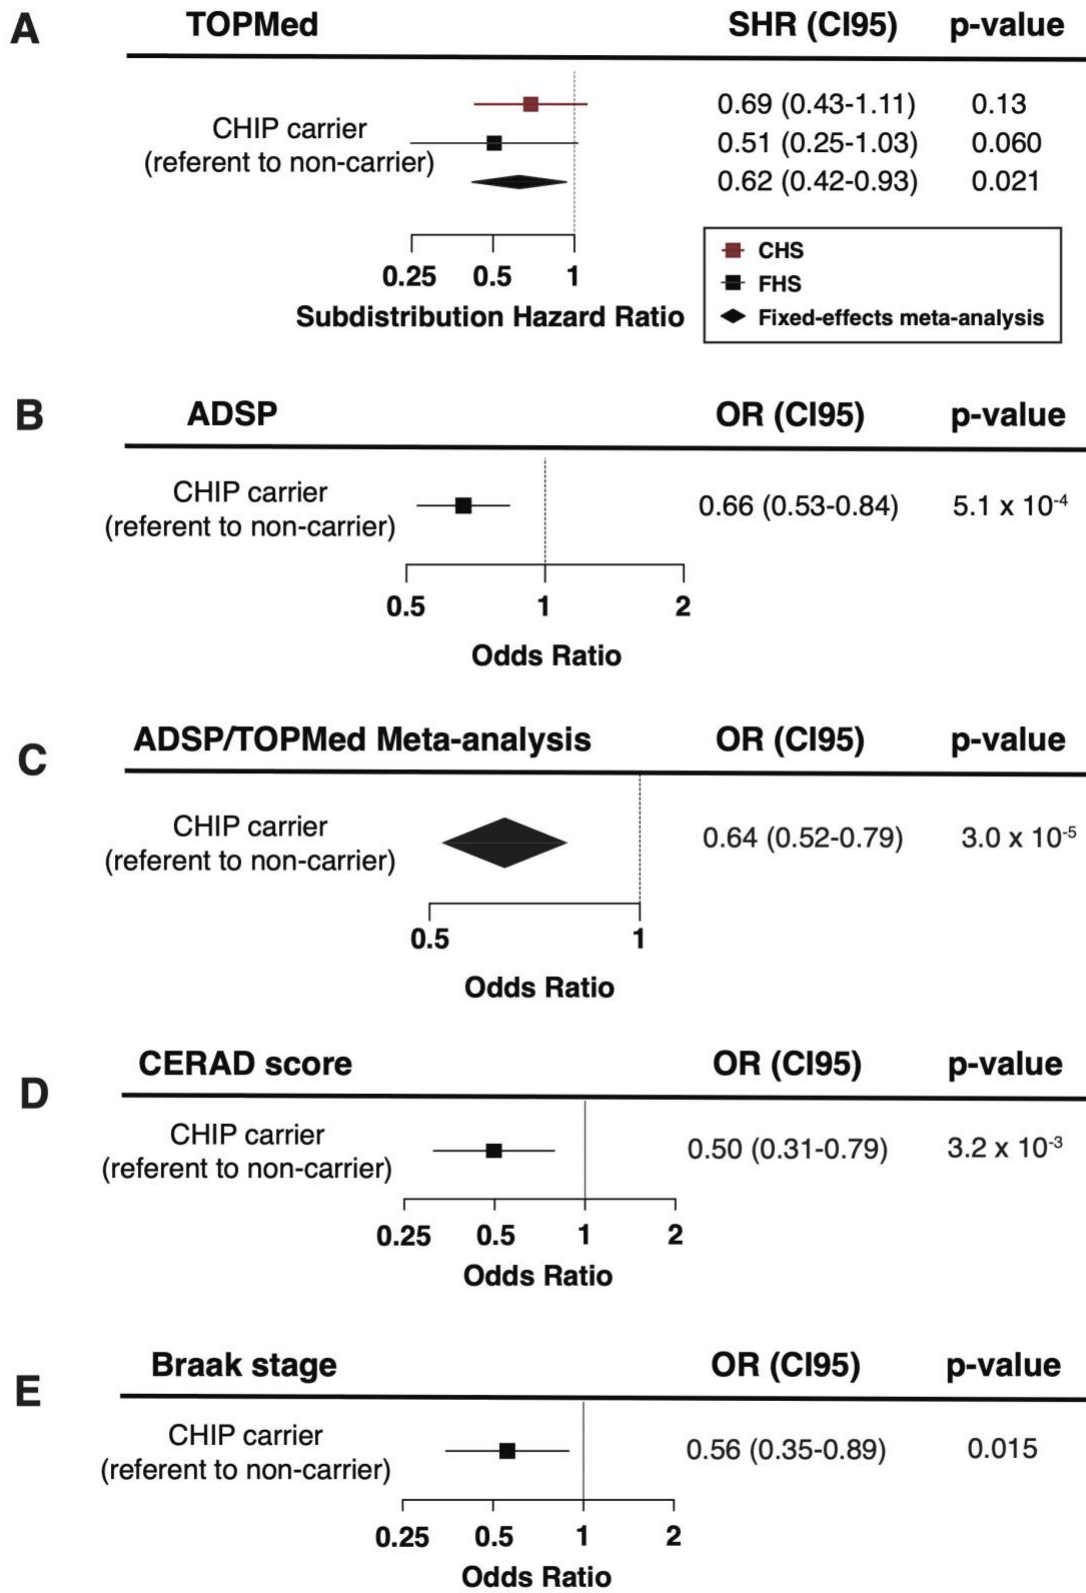 A
TOPMed SHR (CI95) p-value
CHIP carrier
(referent to non-carrier)
0.69 (0.43-1.11) 0.13
0.51 (0.25-1.03) 0.060
0.62 (0.42-0.93) 0.021
0.25 0.5 1
Subdistribution Hazard Ratio
CHS
FHS
Fixed-effects meta-analysis
B
ADSP OR (CI95) p-value
CHIP carrier
(referent to non-carrier)
0.66 (0.53-0.84) 5.1 x 10⁻⁴
0.5 1 2
Odds Ratio
C
ADSP/TOPMed Meta-analysis OR (CI95) p-value
CHIP carrier
(referent to non-carrier)
0.64 (0.52-0.79) 3.0 x 10⁻⁵
0.5 1
Odds Ratio
D
CERAD score OR (CI95) p-value
CHIP carrier
(referent to non-carrier)
0.50 (0.31-0.79) 3.2 x 10⁻³
0.25 0.5 1 2
Odds Ratio
E
Braak stage OR (CI95) p-value
CHIP carrier
(referent to non-carrier)
0.56 (0.35-0.89) 0.015
0.25 0.5 1 2
Odds Ratio